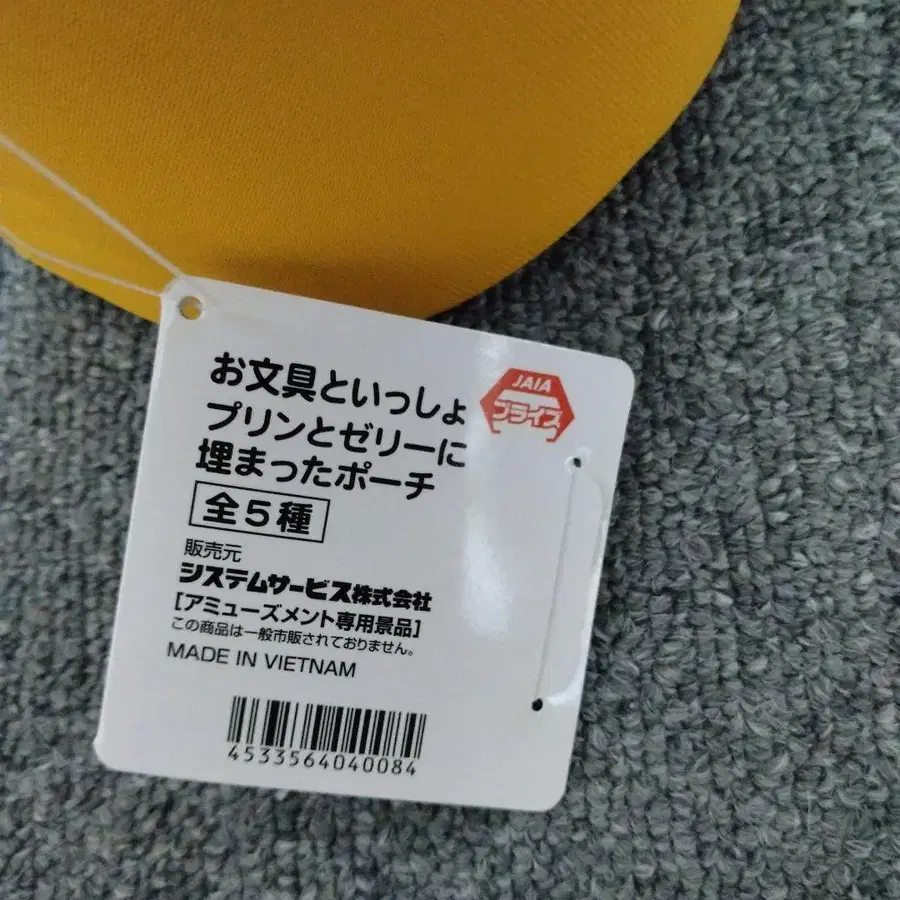 お文具といっしょ
プリンとゼリーに
埋まったポーチ
全5種
JAIA
プライズ
販売元
システムサービス株式会社
[アミューズメント専用景品]
この商品は一般市販されておりません。
MADE IN VIETNAM
4533564040084